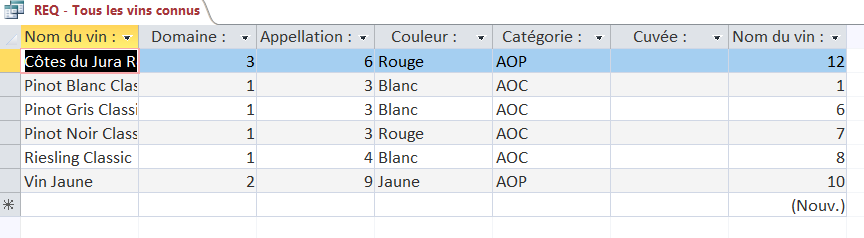 REQ - Tous les vins connus
Nom du vin : Domaine : Appellation : Couleur : Catégorie : Cuvée : Nom du vin :
Côtes du Jura R 3 6 Rouge AOP 12
Pinot Blanc Clas 1 3 Blanc AOC 1
Pinot Gris Classi 1 3 Blanc AOC 6
Pinot Noir Class 1 3 Rouge AOC 7
Riesling Classic 1 4 Blanc AOC 8
Vin Jaune 2 9 Jaune AOP 10
(Nouv.)